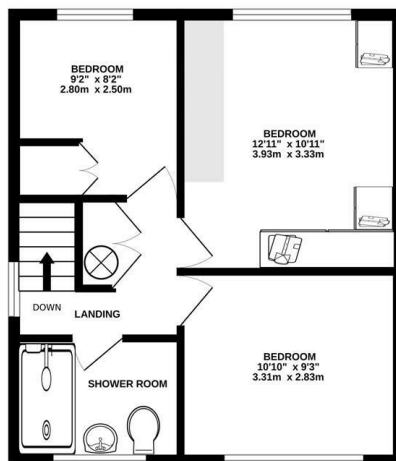 BEDROOM
9'2" x 8'2"
2.80m x 2.50m
BEDROOM
12'11" x 10'11"
3.93m x 3.33m
DOWN
LANDING
BEDROOM
10'10" x 9'3"
3.31m x 2.83m
SHOWER ROOM